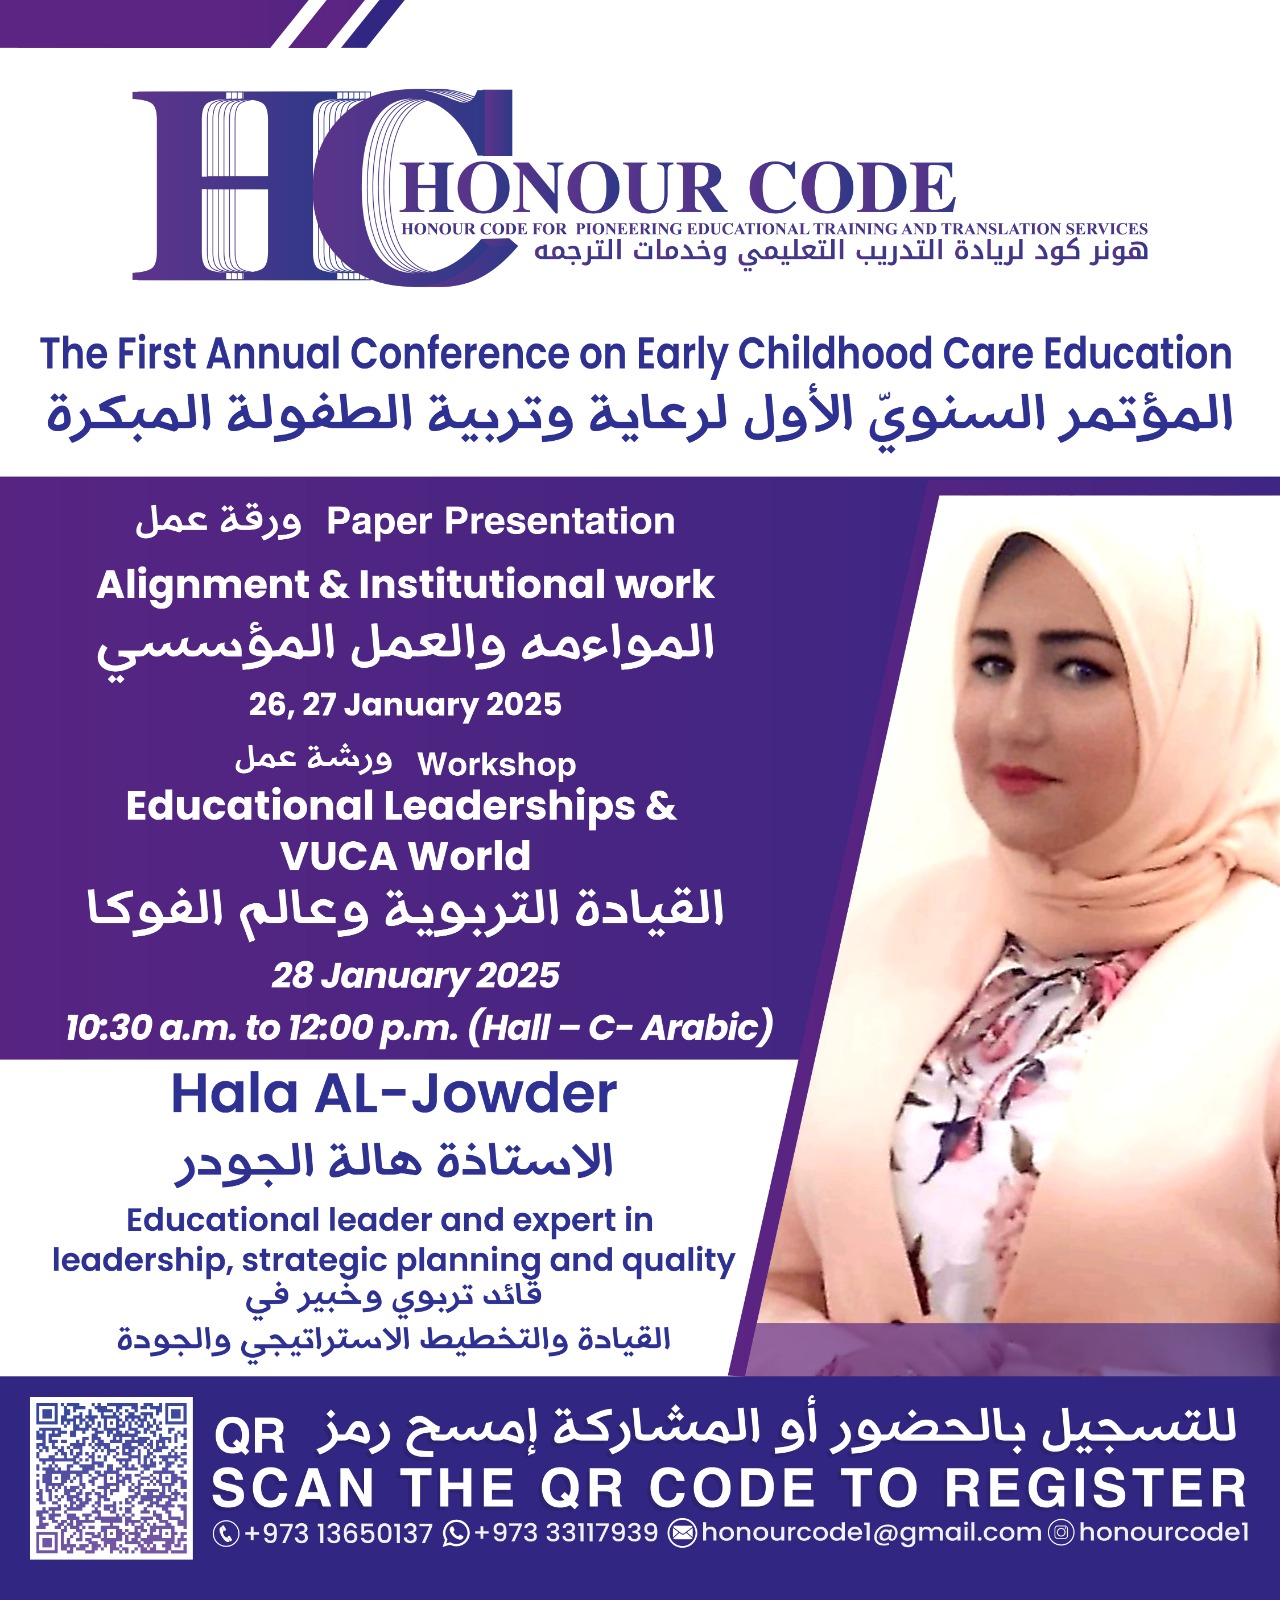 HC
HONOUR CODE
HONOUR CODE FOR PIONEERING EDUCATIONAL TRAINING AND TRANSLATION SERVICES
هونر كود لريادة التدريب التعليمي وخدمات الترجمه
The First Annual Conference on Early Childhood Care Education
المؤتمر السنويّ الأول لرعاية وتربية الطفولة المبكرة
ورقة عمل Paper Presentation
Alignment & Institutional work
المواءمه والعمل المؤسسي
26, 27 January 2025
ورشة عمل Workshop
Educational Leaderships &
VUCA World
القيادة التربوية وعالم الفوكا
28 January 2025
10:30 a.m. to 12:00 p.m. (Hall – C- Arabic)
Hala AL-Jowder
الاستاذة هالة الجودر
Educational leader and expert in
leadership, strategic planning and quality
قائد تربوي وخبير في
القيادة والتخطيط الاستراتيجي والجودة
للتسجيل بالحضور أو المشاركة إمسح رمز QR
SCAN THE QR CODE TO REGISTER
+973 13650137 +973 33117939 honourcode1@gmail.com honourcode1